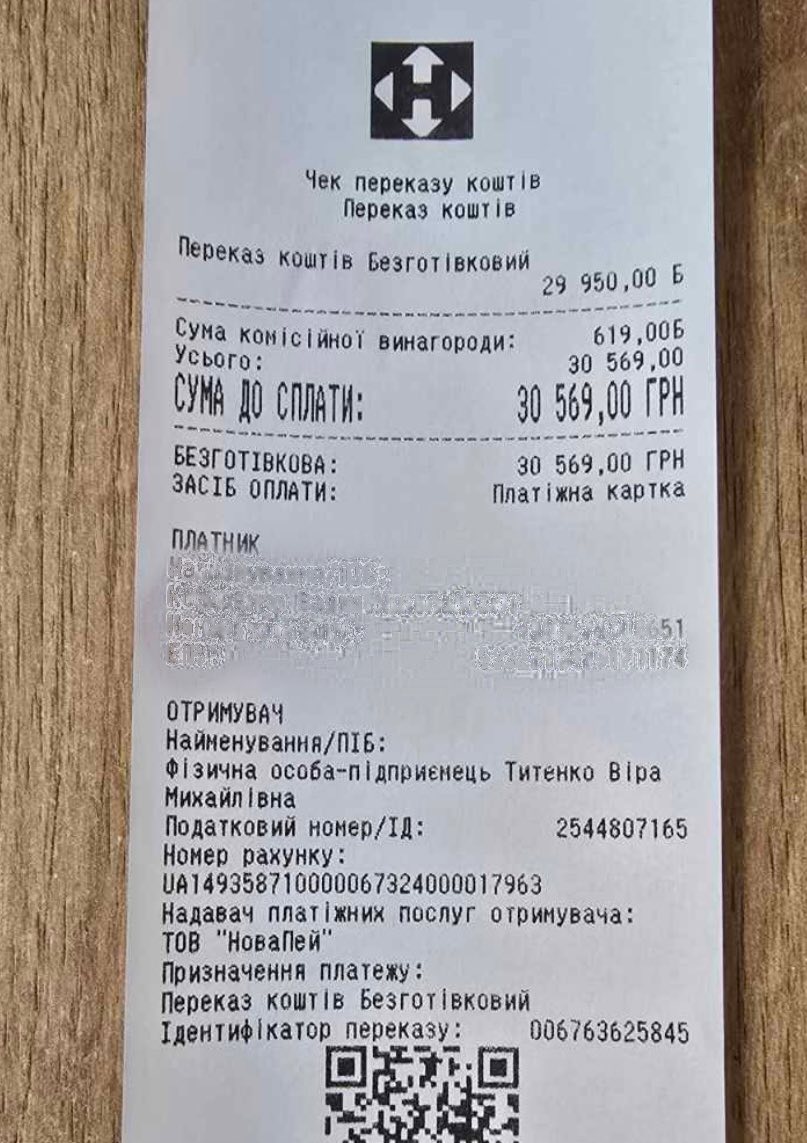 Чек переказу коштів
Переказ коштів
Переказ коштів Безготівковий
29 950,00 Б
Сума комісійної винагороди: 619,00Б
Усього: 30 569,00
СУМА ДО СПЛАТИ: 30 569,00 ГРН
БЕЗГОТІВКОВА: 30 569,00 ГРН
ЗАСІБ ОПЛАТИ: Платіжна картка
ПЛАТНИК
651
174
ОТРИМУВАЧ
Найменування/ПІБ:
Фізична особа-підприємець Титенко Віра
Михайлівна
Податковий номер/ІД: 2544807165
Номер рахунку:
UA149358710000067324000017963
Надавач платіжних послуг отримувача:
ТОВ "НоваПей"
Призначення платежу:
Переказ коштів Безготівковий
Ідентифікатор переказу: 006763625845